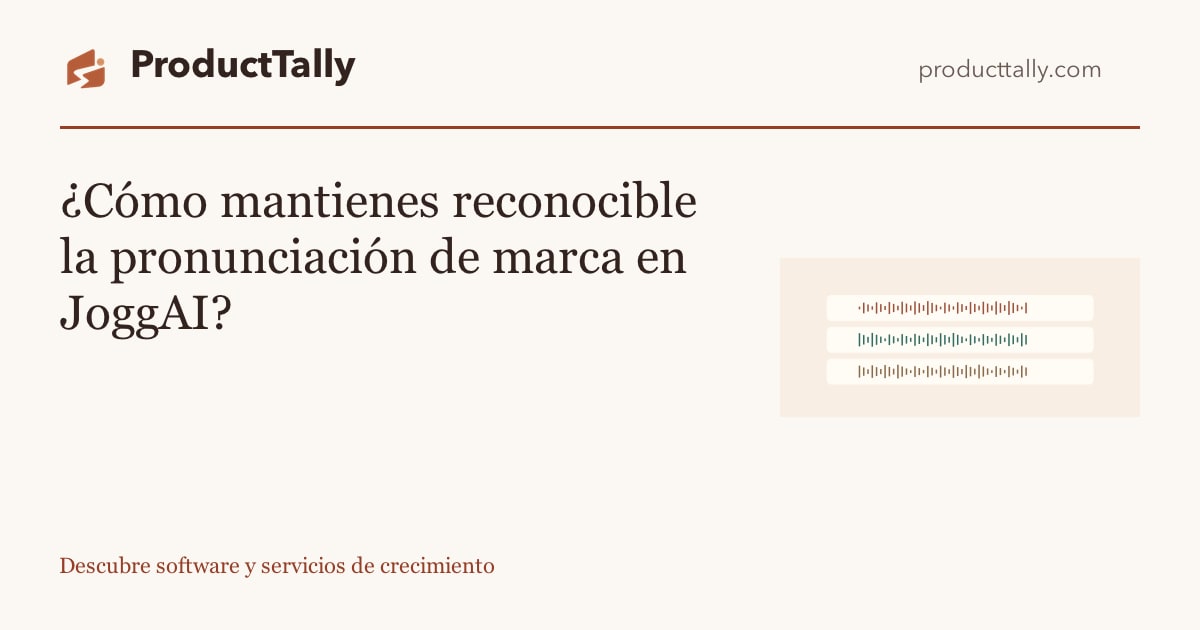 ProductTally
producttally.com
¿Cómo mantienes reconocible
la pronunciación de marca en
JoggAI?
Descubre software y servicios de crecimiento